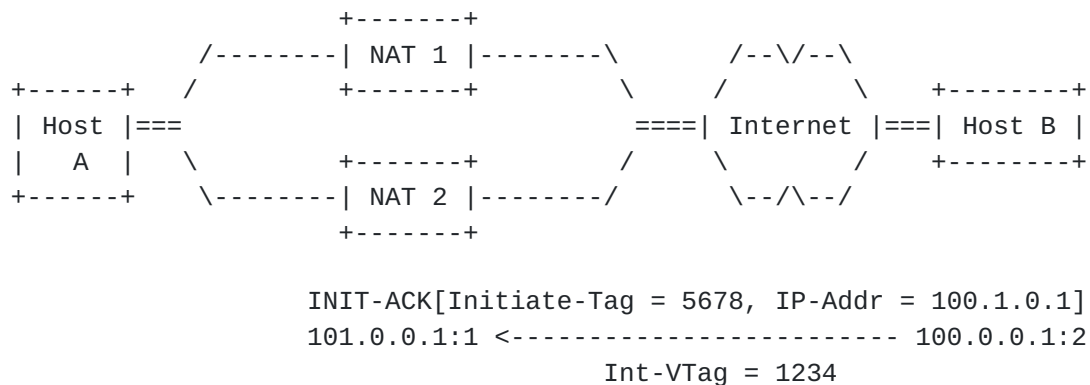 +-------+
             /--------| NAT 1 |--------\       /--\/--\
+------+    /         +-------+         \     /        \    +--------+
| Host |===                              ====| Internet |===| Host B |
|   A  |    \         +-------+         /     \        /    +--------+
+------+     \--------| NAT 2 |--------/       \--/\--/
                      +-------+

INIT-ACK[Initiate-Tag = 5678, IP-Addr = 100.1.0.1]
101.0.0.1:1 <-------------------------- 100.0.0.1:2
Int-VTag = 1234